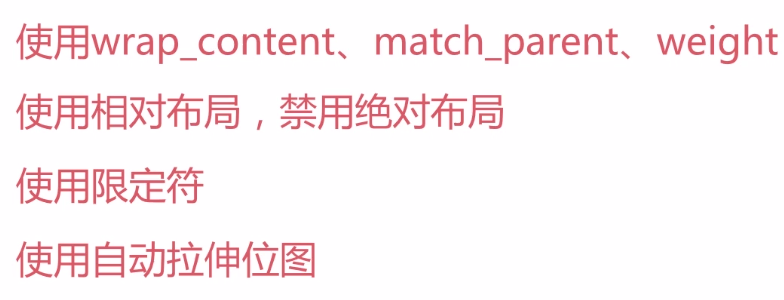 使用wrap_content、match_parent、weight
使用相对布局，禁用绝对布局
使用限定符
使用自动拉伸位图